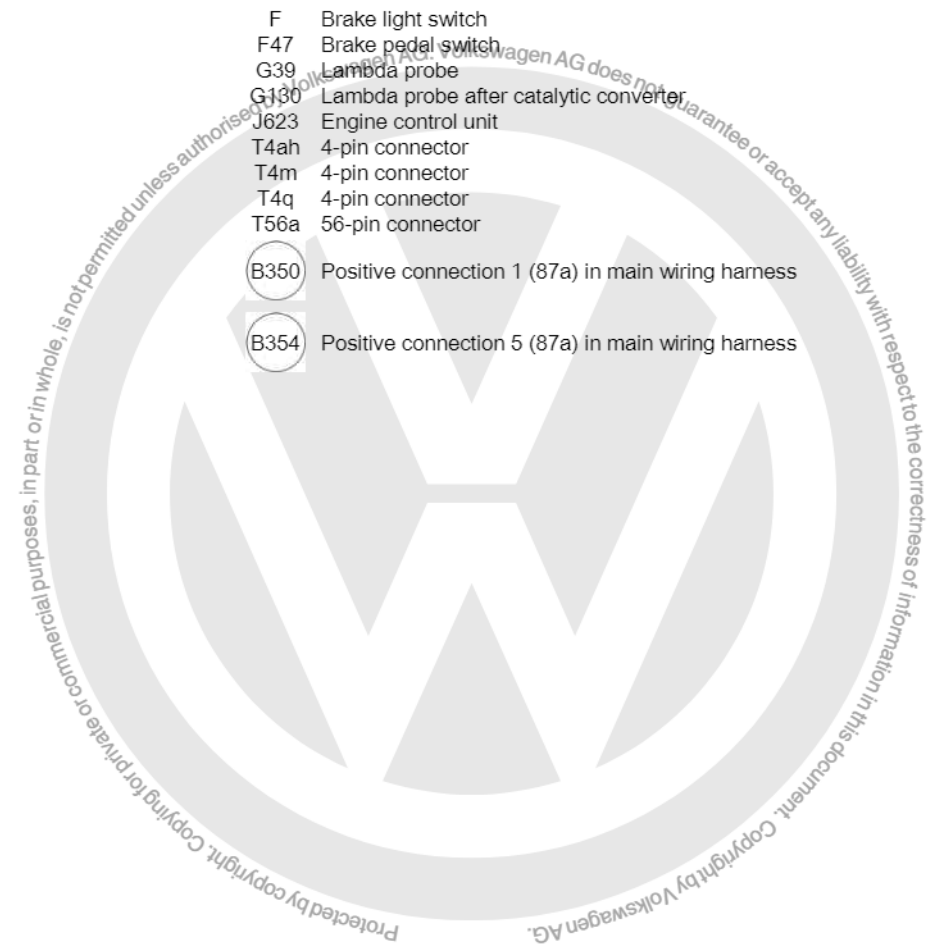 F Brake light switch
F47 Brake pedal switch
G39 Lambda probe
G130 Lambda probe after catalytic converter
J623 Engine control unit
T4ah 4-pin connector
T4m 4-pin connector
T4q 4-pin connector
T56a 56-pin connector
B350 Positive connection 1 (87a) in main wiring harness
B354 Positive connection 5 (87a) in main wiring harness
Protected by copyright. Copying for private or commercial purposes, in part or in whole, is not permitted unless authorised by Volkswagen AG. Volkswagen AG does not guarantee or accept any liability with respect to the correctness of information in this document. Copyright by Volkswagen AG.